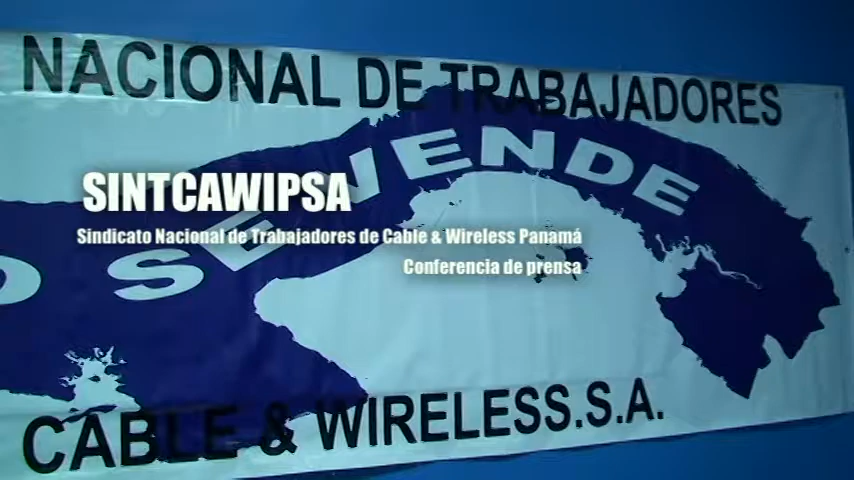 NACIONAL DE TRABAJADORES
O SE VENDE
SINTCAWIPSA
Sindicato Nacional de Trabajadores de Cable & Wireless Panamá
Conferencia de prensa
CABLE & WIRELESS.S.A.